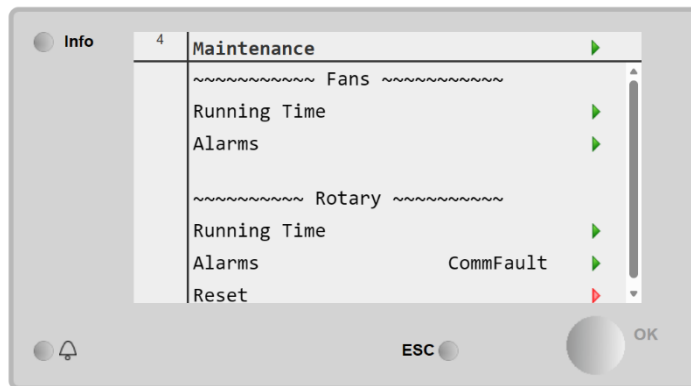 Info
4
Maintenance
~~~~~~~~~~~ Fans ~~~~~~~~~~~
Running Time
Alarms
~~~~~~~~~~ Rotary ~~~~~~~~~~
Running Time
Alarms CommFault
Reset
ESC
OK